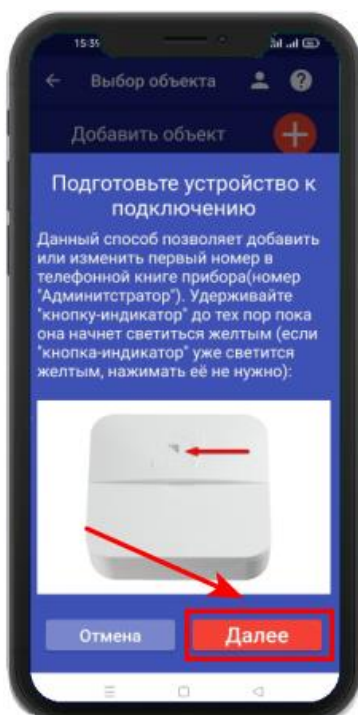 15:35
Выбор объекта
Добавить объект
Подготовьте устройство к
подключению
Данный способ позволяет добавить
или изменить первый номер в
телефонной книге прибора(номер
"Админитстратор"). Удерживайте
"кнопку-индикатор" до тех пор пока
она начнет светиться желтым (если
"кнопка-индикатор" уже светится
желтым, нажимать её не нужно):
Отмена
Далее